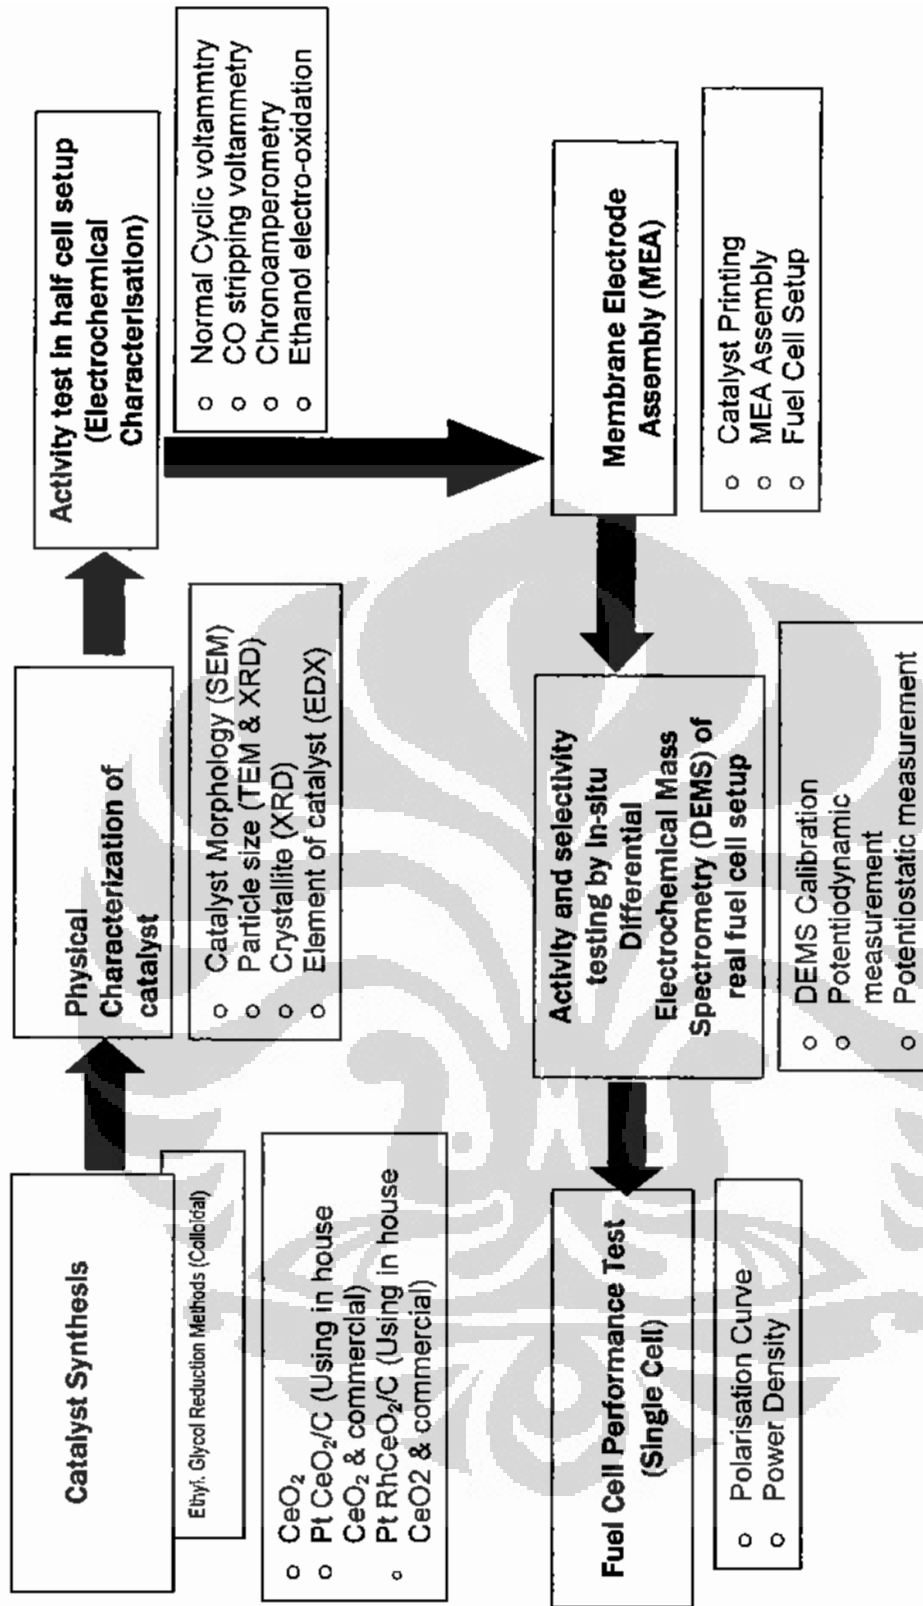 Catalyst Synthesis
Ethyl. Glycol Reduction Methods (Colloidal)
○ CeO₂
○ Pt CeO₂/C (Using in house
CeO₂ & commercial)
○ Pt RhCeO₂/C (Using in house
CeO2 & commercial)
Physical
Characterization of
catalyst
○ Catalyst Morphology (SEM)
○ Particle size (TEM & XRD)
○ Crystallite (XRD)
○ Element of catalyst (EDX)
Activity test in half cell setup
(Electrochemical
Characterisation)
○ Normal Cyclic voltammtry
○ CO stripping voltammetry
○ Chronoamperometry
○ Ethanol electro-oxidation
Membrane Electrode
Assembly (MEA)
○ Catalyst Printing
○ MEA Assembly
○ Fuel Cell Setup
Activity and selectivity
testing by in-situ
Differential
Electrochemical Mass
Spectrometry (DEMS) of
real fuel cell setup
○ DEMS Calibration
○ Potentiodynamic
measurement
○ Potentiostatic measurement
Fuel Cell Performance Test
(Single Cell)
○ Polarisation Curve
○ Power Density